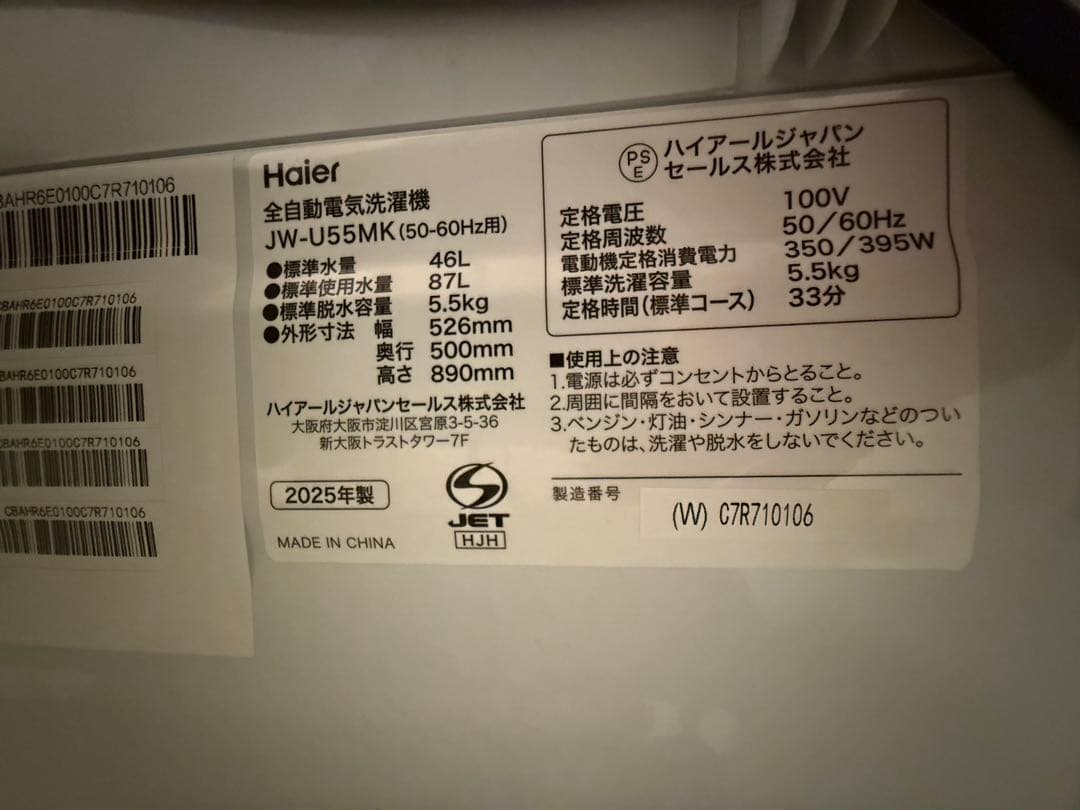 BAHR6E0100C7R710106
CBAHR6E0100C7R710106
BAHR6E0100C7R710106
CBAHR6E0100C7R710106
CBAHR6E0100C7R710106
Haier
全自動電気洗濯機
JW-U55MK(50-60Hz用)
●標準水量 46L
●標準使用水量 87L
●標準脱水容量 5.5kg
●外形寸法 幅 526mm
奥行 500mm
高さ 890mm
ハイアールジャパンセールス株式会社
大阪府大阪市淀川区宮原3-5-36
新大阪トラストタワー7F
2025年製
JET
HJH
MADE IN CHINA
PS
E
ハイアールジャパン
セールス株式会社
定格電圧 100V
定格周波数 50/60Hz
電動機定格消費電力 350/395W
標準洗濯容量 5.5kg
定格時間(標準コース) 33分
■使用上の注意
1.電源は必ずコンセントからとること。
2.周囲に間隔をおいて設置すること。
3.ベンジン・灯油・シンナー・ガソリンなどのつい
たものは、洗濯や脱水をしないでください。
製造番号 (W) C7R710106